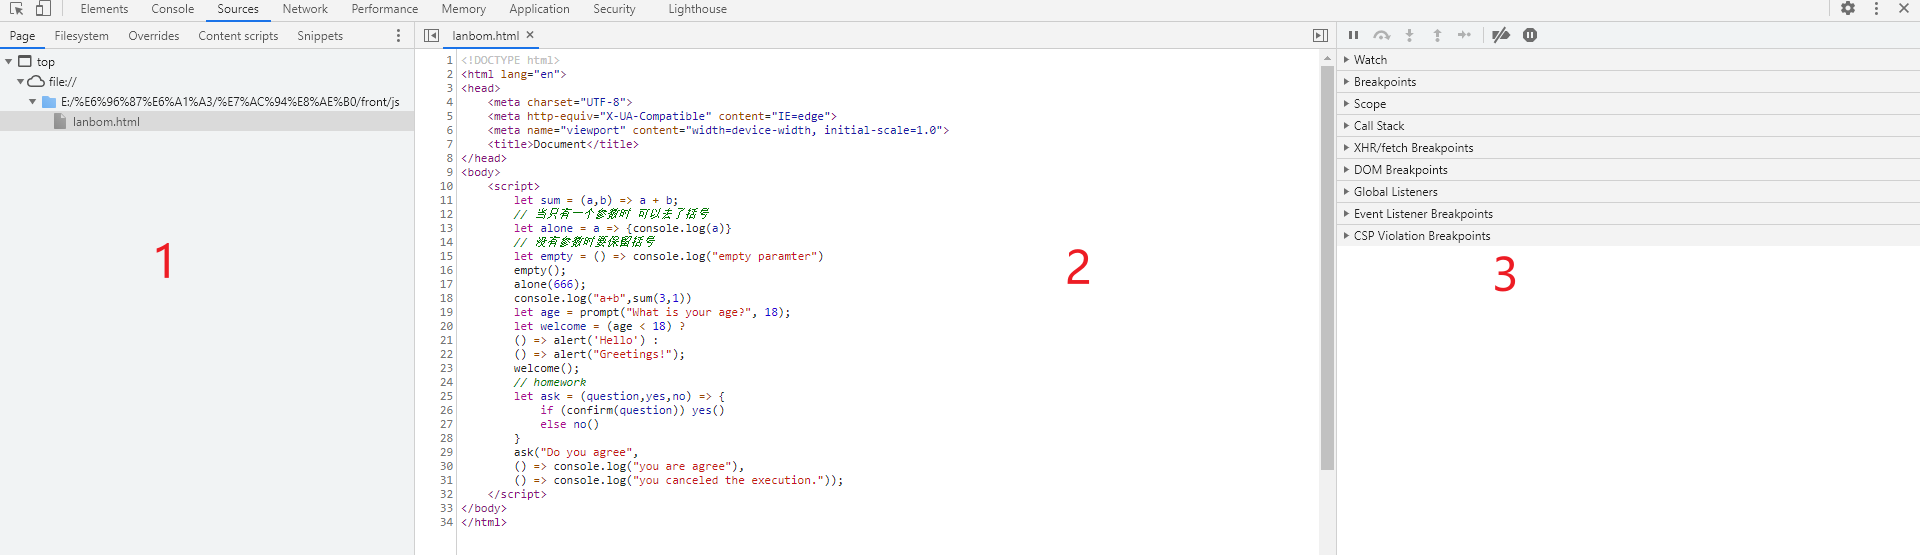 Elements Console Sources Network Performance Memory Application Security Lighthouse
Page Filesystem Overrides Content scripts Snippets
top
file://
E:/%E6%96%87%E6%A1%A3/%E7%AC%94%E8%AE%B0/front/js
lanbom.html
1
lanbom.html
1 <!DOCTYPE html>
2 <html lang="en">
3 <head>
4 <meta charset="UTF-8">
5 <meta http-equiv="X-UA-Compatible" content="IE=edge">
6 <meta name="viewport" content="width=device-width, initial-scale=1.0">
7 <title>Document</title>
8 </head>
9 <body>
10 <script>
11 let sum = (a,b) => a + b;
12 // 当只有一个参数时 可以去了括号
13 let alone = a => {console.log(a)}
14 // 没有参数时要保留括号
15 let empty = () => console.log("empty paramter")
16 empty();
17 alone(666);
18 console.log("a+b",sum(3,1))
19 let age = prompt("What is your age?", 18);
20 let welcome = (age < 18) ?
21 () => alert('Hello') :
22 () => alert("Greetings!");
23 welcome();
24 // homework
25 let ask = (question,yes,no) => {
26 if (confirm(question)) yes()
27 else no()
28 }
29 ask("Do you agree",
30 () => console.log("you are agree"),
31 () => console.log("you canceled the execution."));
32 </script>
33 </body>
34 </html>
2
Watch
Breakpoints
Scope
Call Stack
XHR/fetch Breakpoints
DOM Breakpoints
Global Listeners
Event Listener Breakpoints
CSP Violation Breakpoints
3